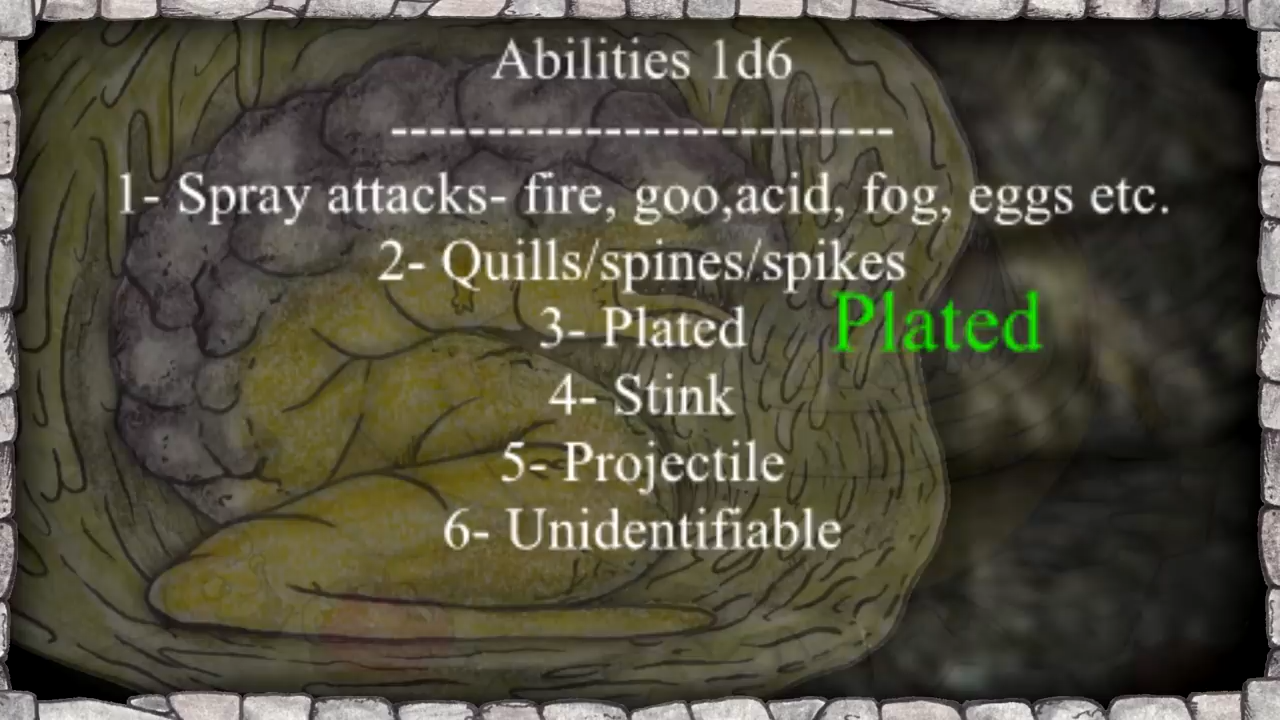 Abilities 1d6
--------------------------
1- Spray attacks- fire, goo,acid, fog, eggs etc.
2- Quills/spines/spikes
3- Plated Plated
4- Stink
5- Projectile
6- Unidentifiable